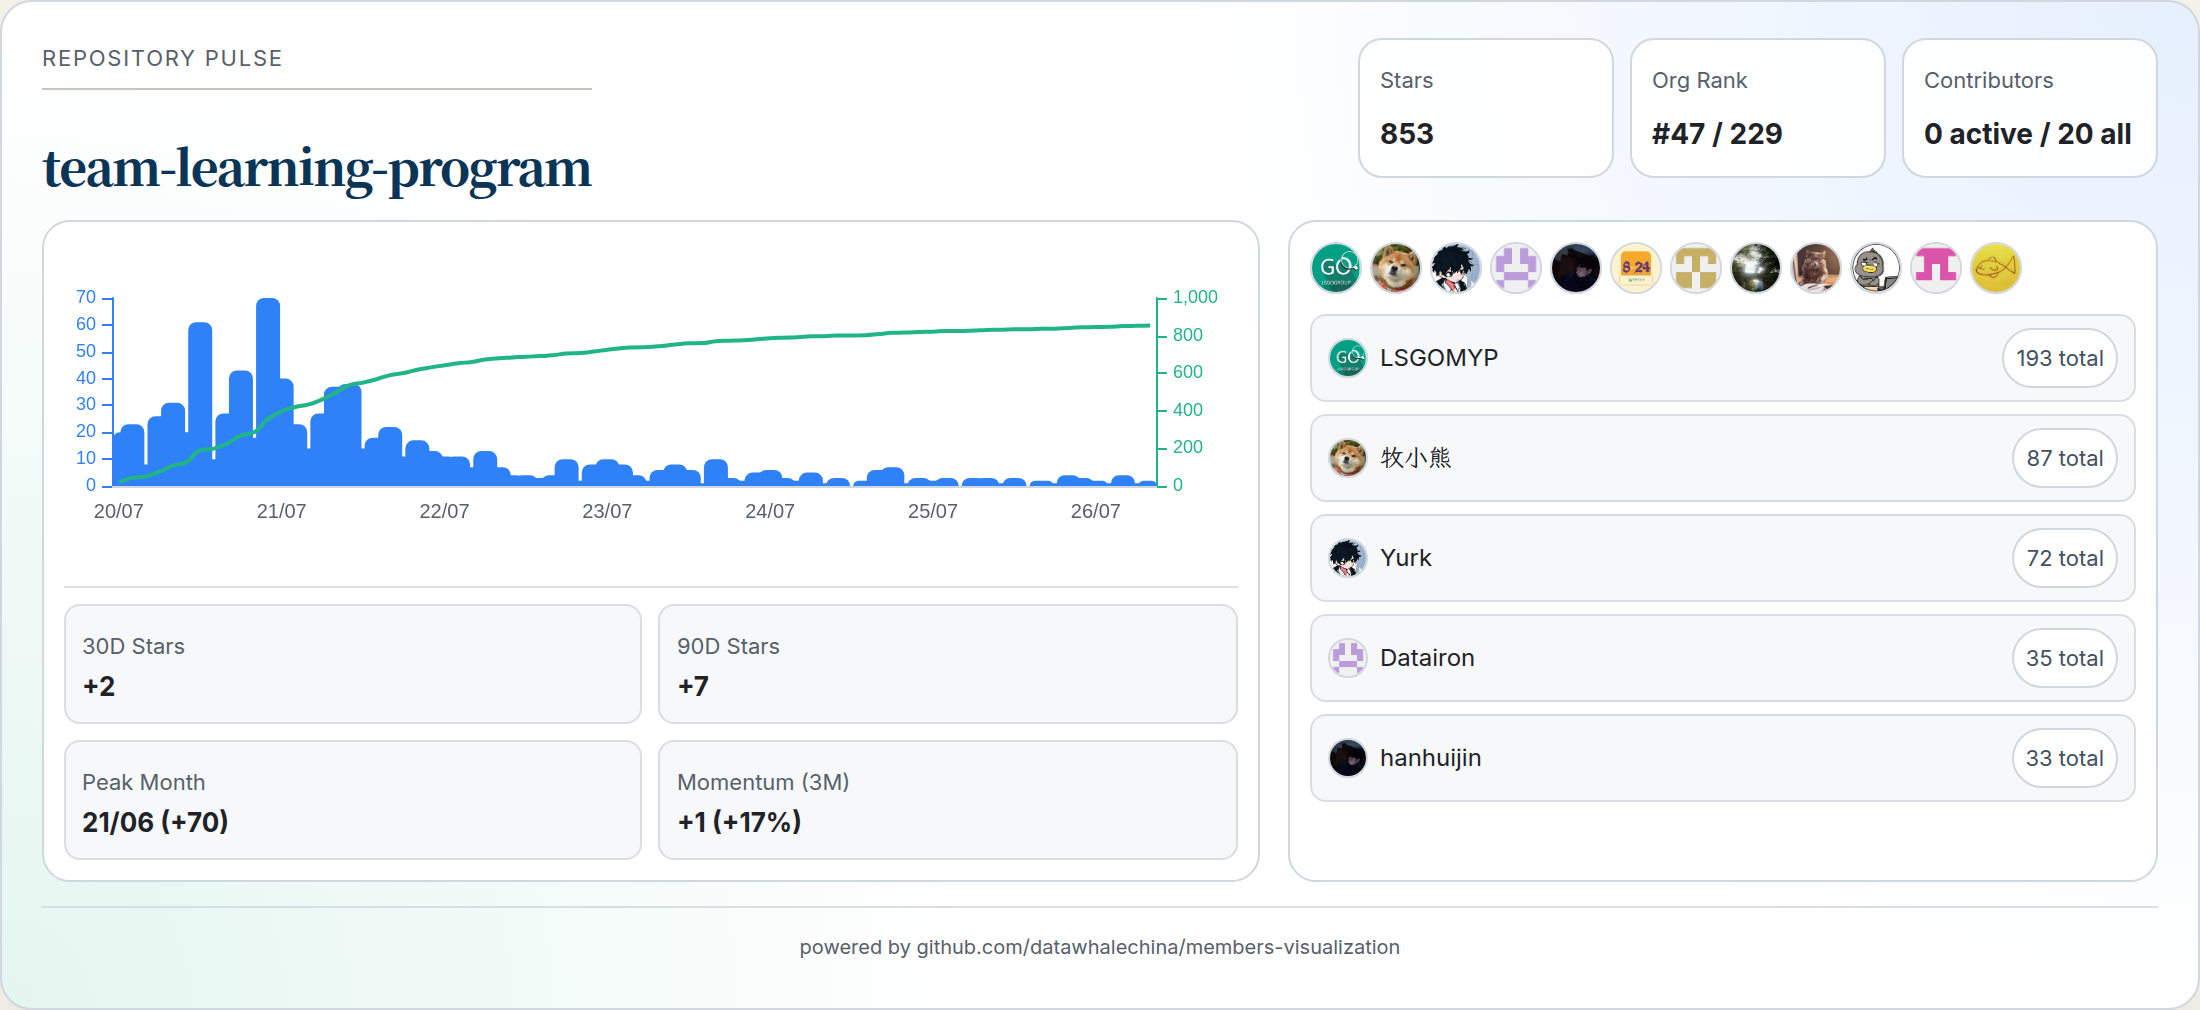 REPOSITORY PULSE
team-learning-program
Stars
853
Org Rank
#47 / 229
Contributors
0 active / 20 all
70
60
50
40
30
20
10
0
1,000
800
600
400
200
0
20/07
21/07
22/07
23/07
24/07
25/07
26/07
30D Stars
+2
90D Stars
+7
Peak Month
21/06 (+70)
Momentum (3M)
+1 (+17%)
GO
8 24
GO
LSGOMYP
193 total
牧小熊
87 total
Yurk
72 total
Datairon
35 total
hanhuijin
33 total
powered by github.com/datawhalechina/members-visualization